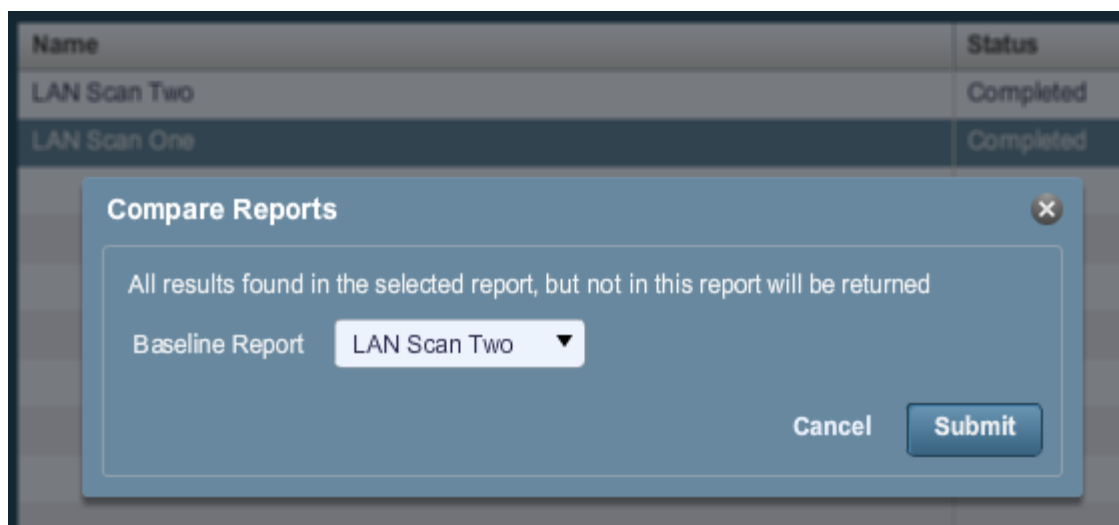 Name Status
LAN Scan Two Completed
LAN Scan One Completed
Compare Reports
All results found in the selected report, but not in this report will be returned
Baseline Report LAN Scan Two
Cancel Submit